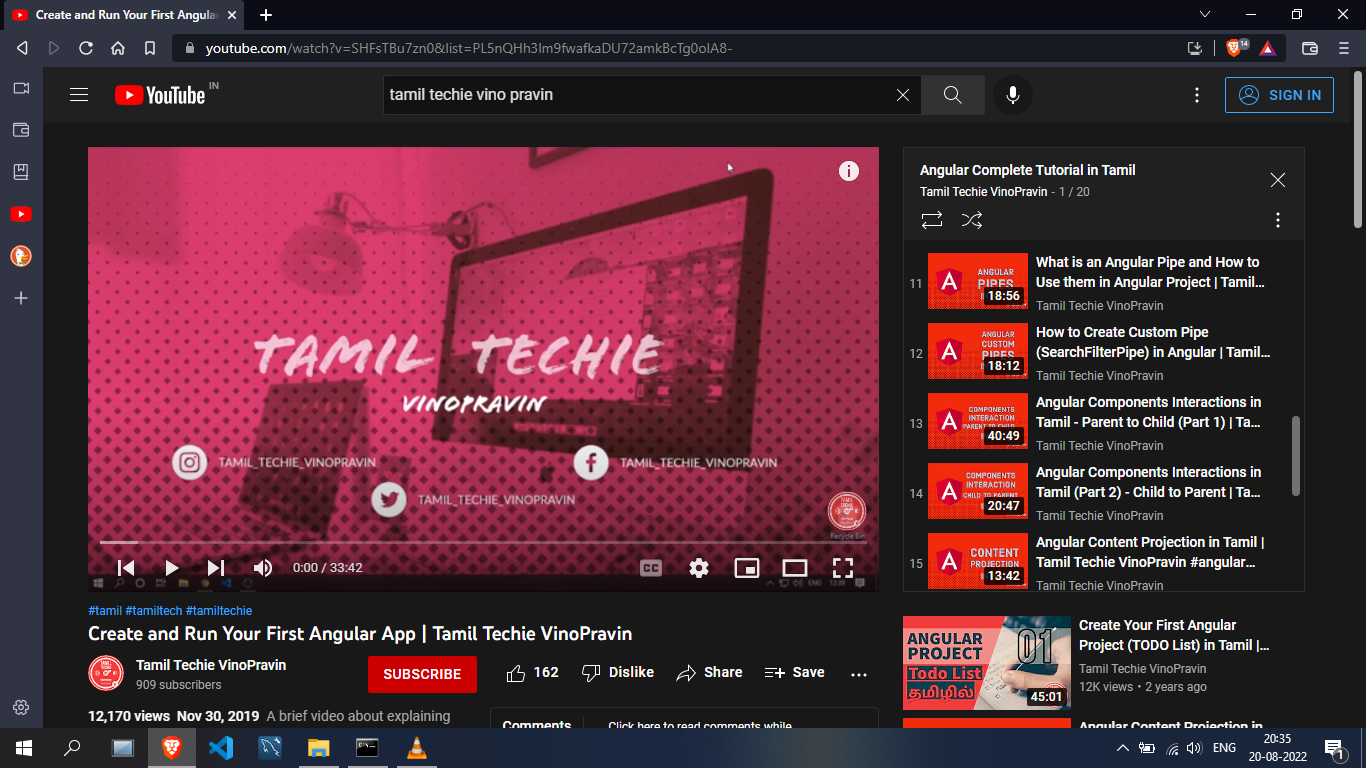 Create and Run Your First Angular
youtube.com/watch?v=SHFsTBu7zn0&list=PL5nQHh3Im9fwafkaDU72amkBcTg0oIA8-
14
YouTube IN
tamil techie vino pravin
SIGN IN
TAMIL TECHIE
VINOPRAVIN
TAMIL_TECHIE_VINOPRAVIN
TAMIL_TECHIE_VINOPRAVIN
TAMIL_TECHIE_VINOPRAVIN
Recycle Bin
0:00 / 33:42
CC
ENG
#tamil #tamiltech #tamiltechie
Create and Run Your First Angular App | Tamil Techie VinoPravin
Tamil Techie VinoPravin
909 subscribers
SUBSCRIBE
162
Dislike
Share
Save
12,170 views Nov 30, 2019 A brief video about explaining
Comments
Click here to read comments while
Angular Complete Tutorial in Tamil
Tamil Techie VinoPravin - 1 / 20
11
ANGULAR
PIPES
18:56
What is an Angular Pipe and How to
Use them in Angular Project | Tamil...
Tamil Techie VinoPravin
12
ANGULAR
CUSTOM
PIPES
18:12
How to Create Custom Pipe
(SearchFilterPipe) in Angular | Tamil...
Tamil Techie VinoPravin
13
COMPONENTS
INTERACTION
PARENT TO CHILD
40:49
Angular Components Interactions in
Tamil - Parent to Child (Part 1) | Ta...
Tamil Techie VinoPravin
14
COMPONENTS
INTERACTION
CHILD TO PARENT
20:47
Angular Components Interactions in
Tamil (Part 2) - Child to Parent | Ta...
Tamil Techie VinoPravin
15
CONTENT
PROJECTION
13:42
Angular Content Projection in Tamil |
Tamil Techie VinoPravin #angular...
Tamil Techie VinoPravin
ANGULAR
PROJECT
Todo List
தமிழில்
01
45:01
Create Your First Angular
Project (TODO List) in Tamil |...
Tamil Techie VinoPravin
12K views • 2 years ago
Angular Content Projection in
ENG
20:35
20-08-2022
1